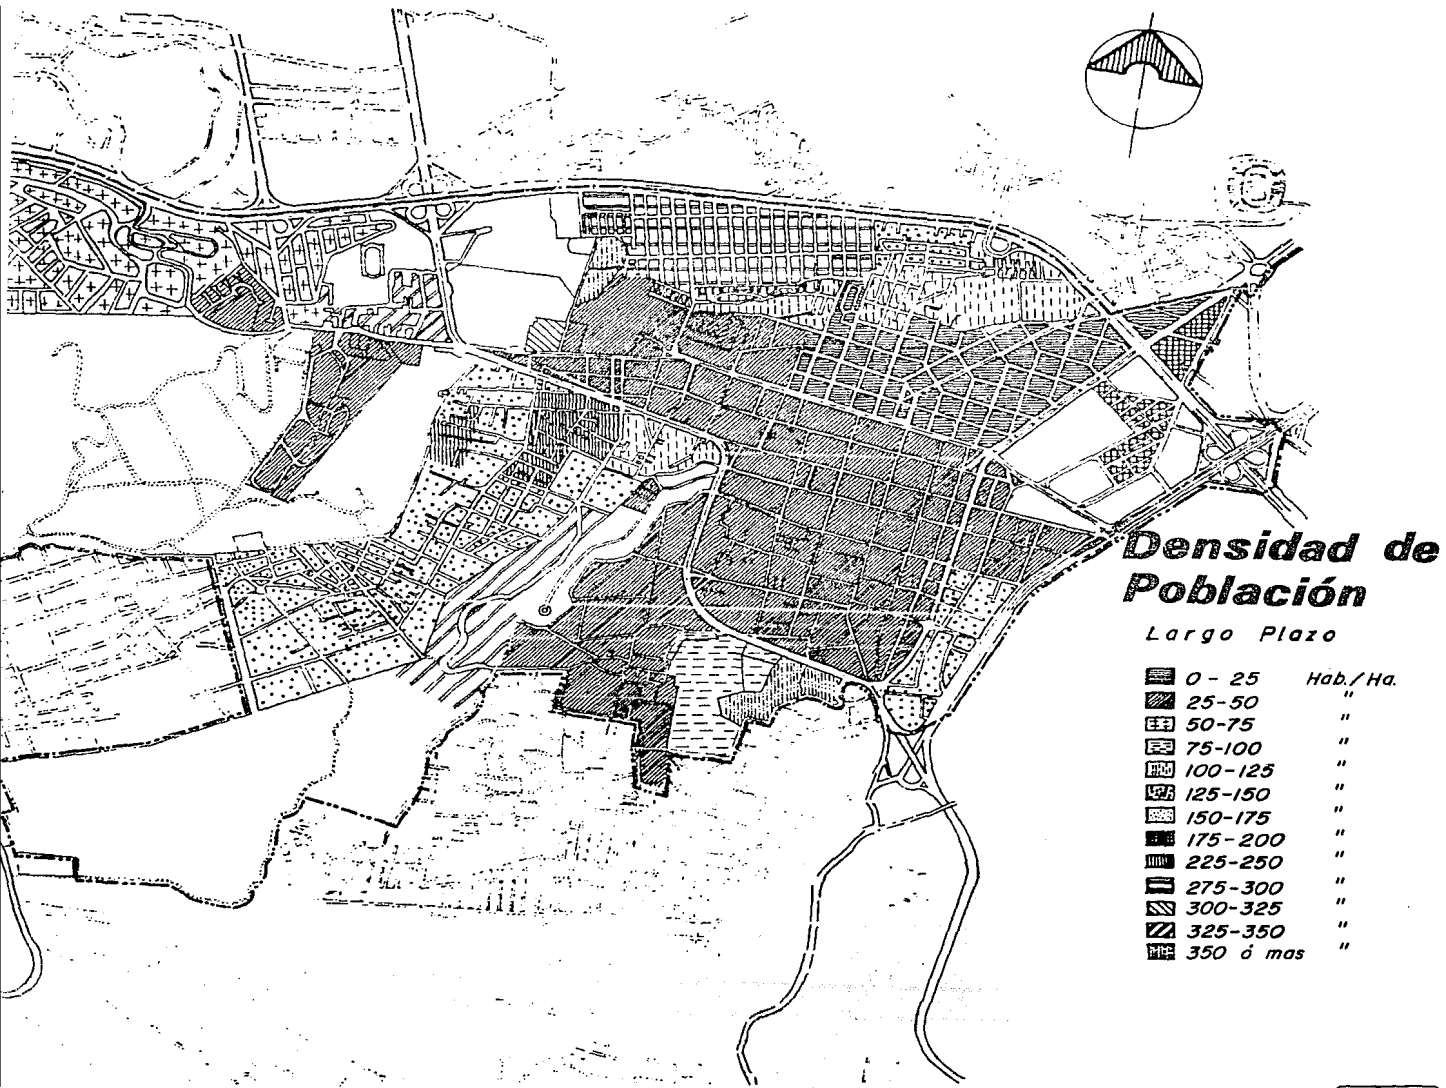 Densidad de
Población
Largo Plazo
0-25 Hab./Ha.
25-50 "
50-75 "
75-100 "
100-125 "
125-150 "
150-175 "
175-200 "
225-250 "
275-300 "
300-325 "
325-350 "
350 ó mas "